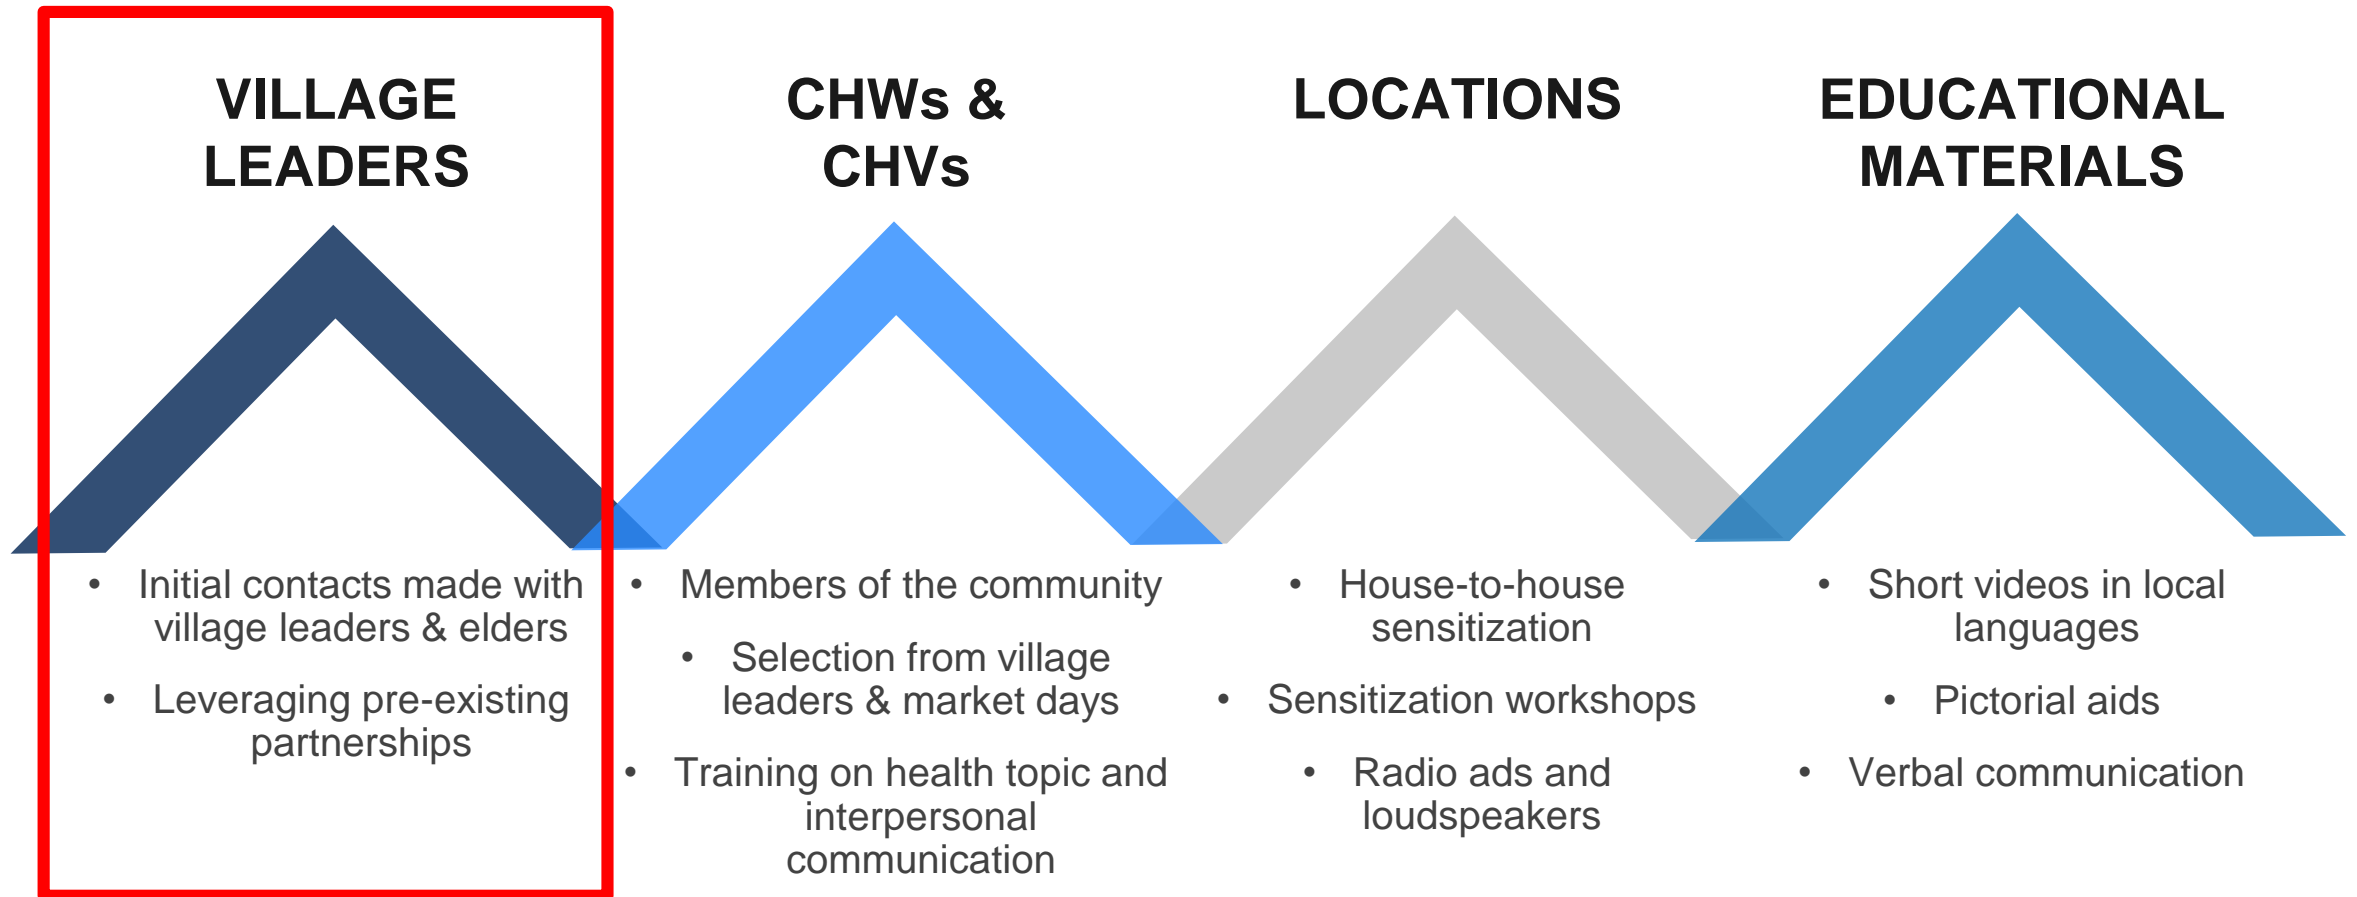 VILLAGE
LEADERS
• Initial contacts made with
village leaders & elders
• Leveraging pre-existing
partnerships
CHWs &
CHVs
• Members of the community
• Selection from village
leaders & market days
• Training on health topic and
interpersonal
communication
LOCATIONS
• House-to-house
sensitization
• Sensitization workshops
• Radio ads and
loudspeakers
EDUCATIONAL
MATERIALS
• Short videos in local
languages
• Pictorial aids
• Verbal communication